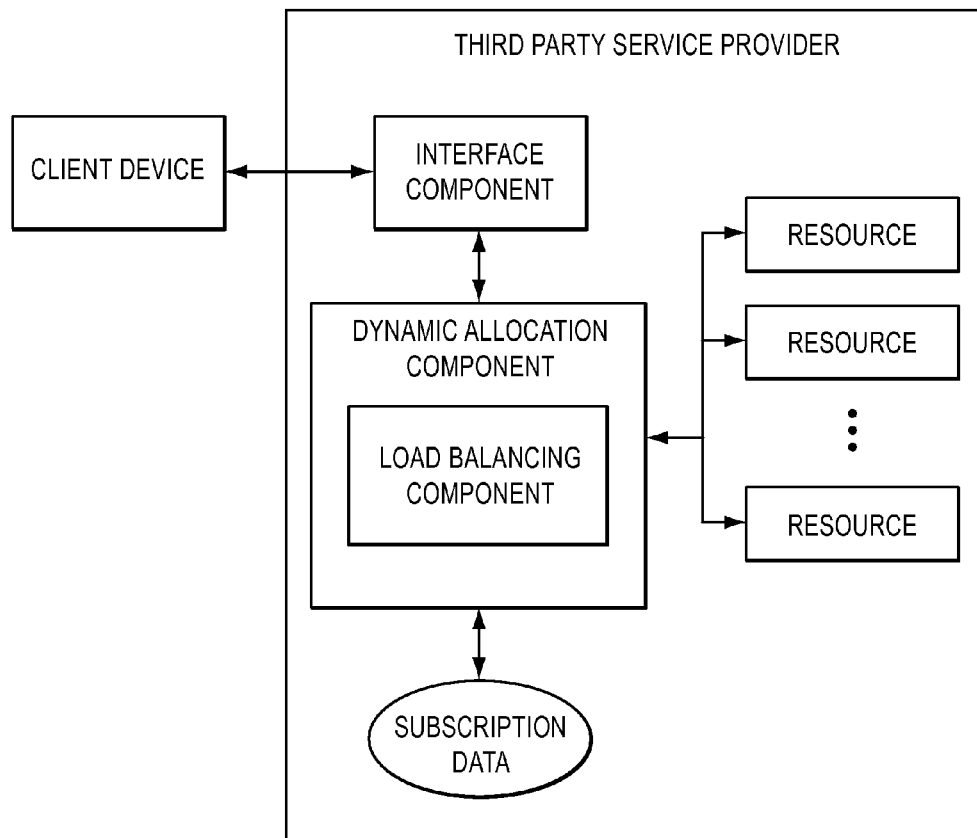 THIRD PARTY SERVICE PROVIDER
CLIENT DEVICE
INTERFACE
COMPONENT
RESOURCE
DYNAMIC ALLOCATION
COMPONENT
RESOURCE
LOAD BALANCING
COMPONENT
RESOURCE
SUBSCRIPTION
DATA